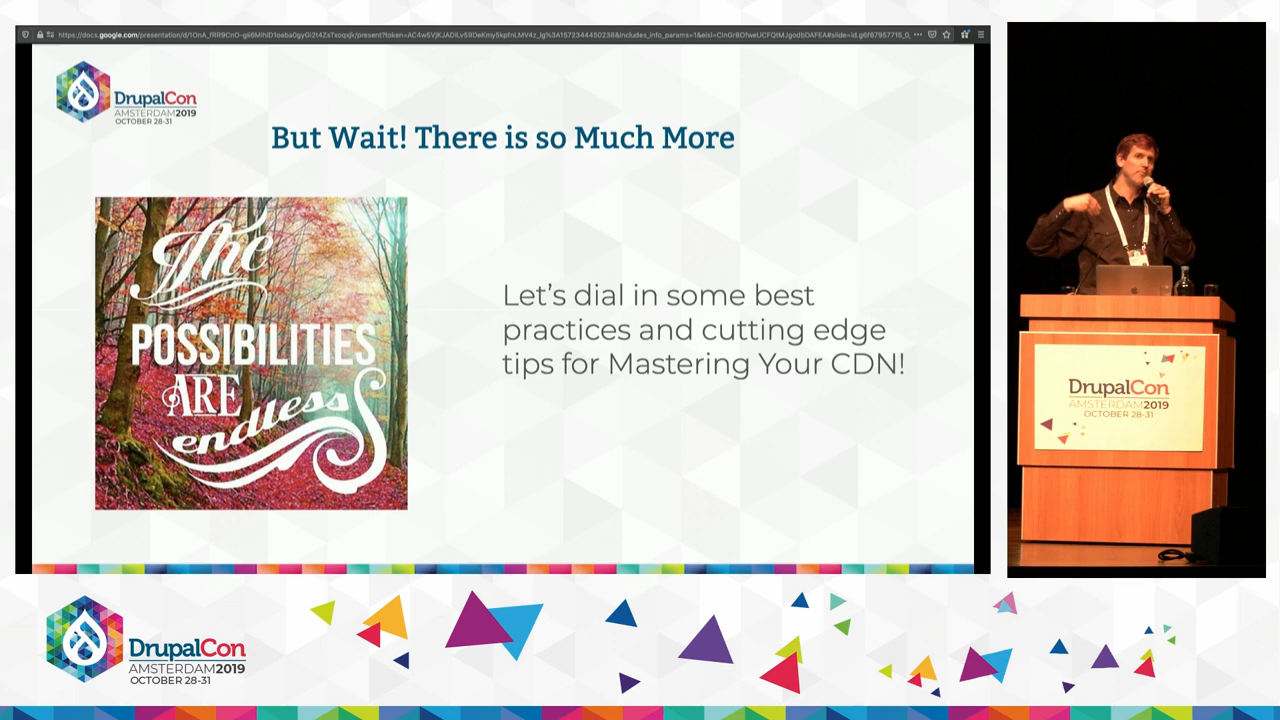 DrupalCon
AMSTERDAM2019
OCTOBER 28-31
But Wait! There is so Much More
The
POSSIBILITIES
ARE
endless
Let's dial in some best
practices and cutting edge
tips for Mastering Your CDN!
DrupalCon
AMSTERDAM2019
OCTOBER 28-31
DrupalCon
AMSTERDAM2019
OCTOBER 28-31